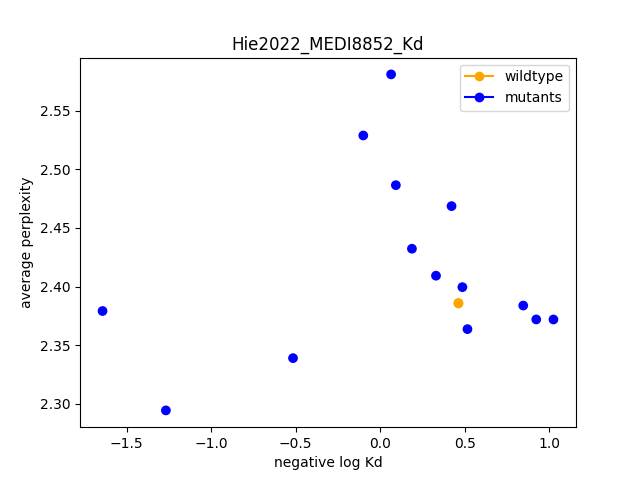 Hie2022_MEDI8852_Kd
wildtype
mutants
2.55
2.50
2.45
2.40
2.35
2.30
average perplexity
−1.5
−1.0
−0.5
0.0
0.5
1.0
negative log Kd